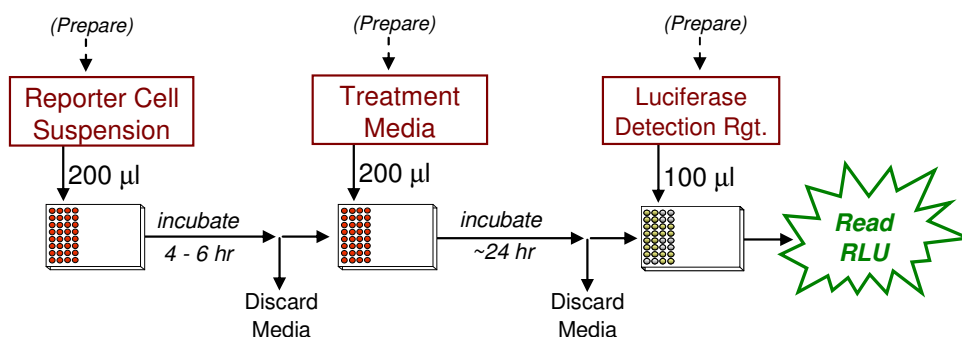 (Prepare)
(Prepare)
(Prepare)
Reporter Cell
Suspension
Treatment
Media
Luciferase
Detection Rgt.
200 µl
200 µl
100 µl
incubate
4 - 6 hr
incubate
~24 hr
Read
RLU
Discard
Media
Discard
Media